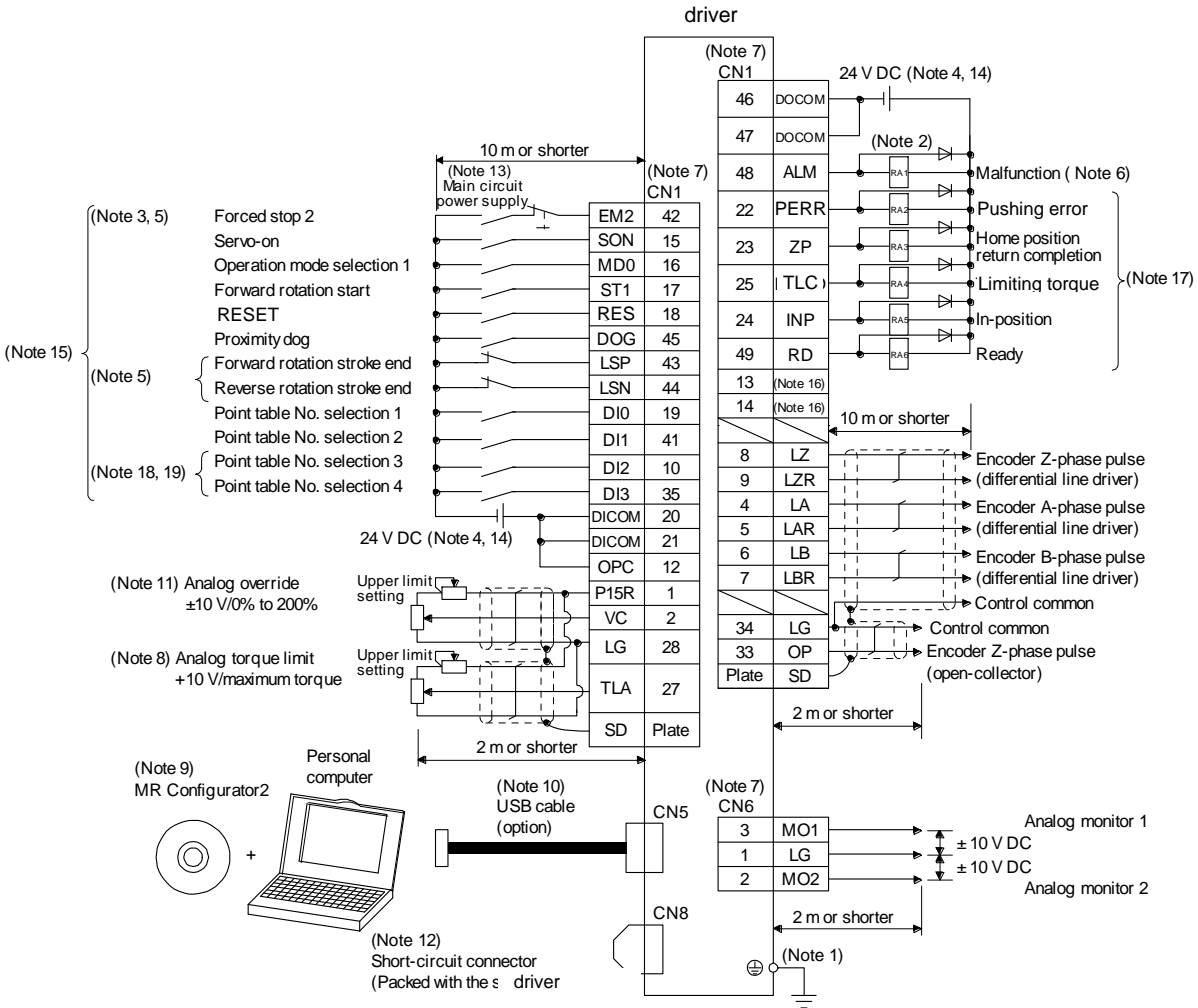 driver
(Note 7)
CN1
24 V DC (Note 4, 14)
46 DOCOM
47 DOCOM
(Note 2)
48 ALM RA1 Malfunction ( Note 6)
22 PERR RA2 Pushing error
23 ZP RA3 Home position
return completion
25 TLC RA4 Limiting torque
(Note 17)
24 INP RA5 In-position
49 RD RA6 Ready
13 (Note 16)
14 (Note 16)
10 m or shorter
8 LZ Encoder Z-phase pulse
9 LZR (differential line driver)
4 LA Encoder A-phase pulse
5 LAR (differential line driver)
6 LB Encoder B-phase pulse
7 LBR (differential line driver)
Control common
34 LG Control common
33 OP Encoder Z-phase pulse
(open-collector)
Plate SD
2 m or shorter
10 m or shorter
(Note 13)
Main circuit
power supply
(Note 7)
CN1
(Note 15)
(Note 3, 5) Forced stop 2 EM2 42
Servo-on SON 15
Operation mode selection 1 MD0 16
Forward rotation start ST1 17
RESET RES 18
Proximity dog DOG 45
(Note 5)
Forward rotation stroke end LSP 43
Reverse rotation stroke end LSN 44
Point table No. selection 1 DI0 19
Point table No. selection 2 DI1 41
(Note 18, 19)
Point table No. selection 3 DI2 10
Point table No. selection 4 DI3 35
DICOM 20
24 V DC (Note 4, 14)
DICOM 21
OPC 12
(Note 11) Analog override
±10 V/0% to 200%
Upper limit
setting
P15R 1
VC 2
LG 28
(Note 8) Analog torque limit
+10 V/maximum torque
Upper limit
setting
TLA 27
SD Plate
2 m or shorter
(Note 9)
MR Configurator2
+
Personal
computer
(Note 10)
USB cable
(option)
CN5
(Note 7)
CN6
3 MO1 Analog monitor 1
± 10 V DC
1 LG
± 10 V DC
2 MO2 Analog monitor 2
2 m or shorter
CN8
(Note 12)
Short-circuit connector
(Packed with the s driver
(Note 1)